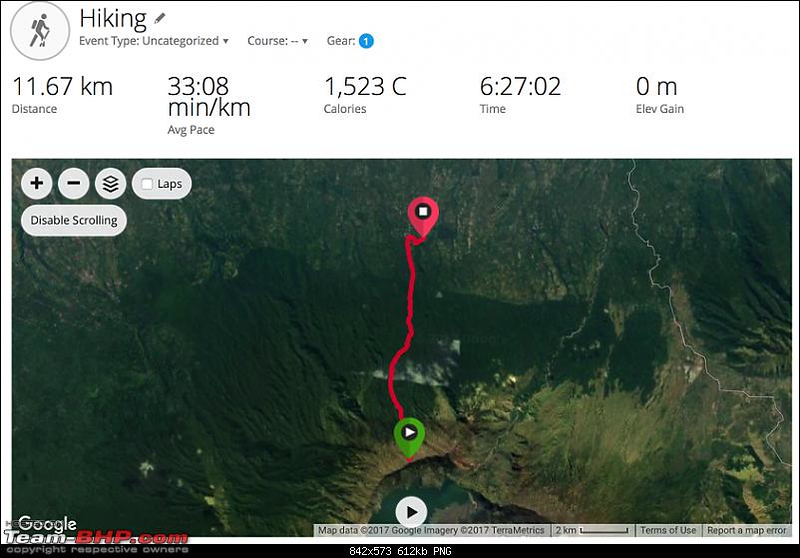 Hiking
Event Type: Uncategorized Course: -- Gear: 1
11.67 km 33:08 min/km 1,523 C 6:27:02 0 m
Distance Avg Pace Calories Time Elev Gain
+ − Laps
Disable Scrolling
Google
Map data ©2017 Google Imagery ©2017 TerraMetrics 2 km Terms of Use Report a map error
Team-BHP.com
copyright respective owners
842x573 612kb PNG